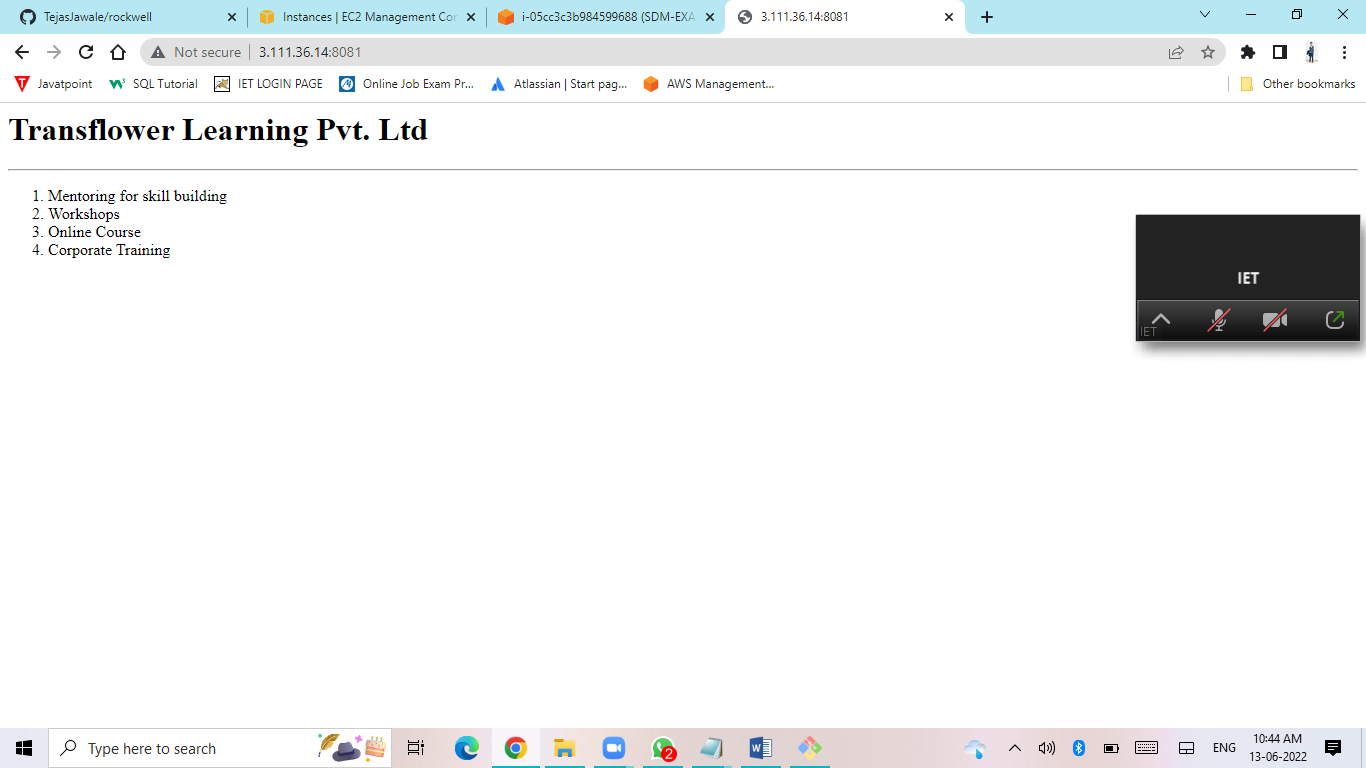 TejasJawale/rockwell
Instances | EC2 Management Cor
i-05cc3c3b984599688 (SDM-EXA
3.111.36.14:8081
Not secure
3.111.36.14:8081
Javatpoint
SQL Tutorial
IET LOGIN PAGE
Online Job Exam Pr...
Atlassian | Start pag...
AWS Management...
Other bookmarks
Transflower Learning Pvt. Ltd
1. Mentoring for skill building
2. Workshops
3. Online Course
4. Corporate Training
IET
IET
Type here to search
2
ENG
10:44 AM
13-06-2022